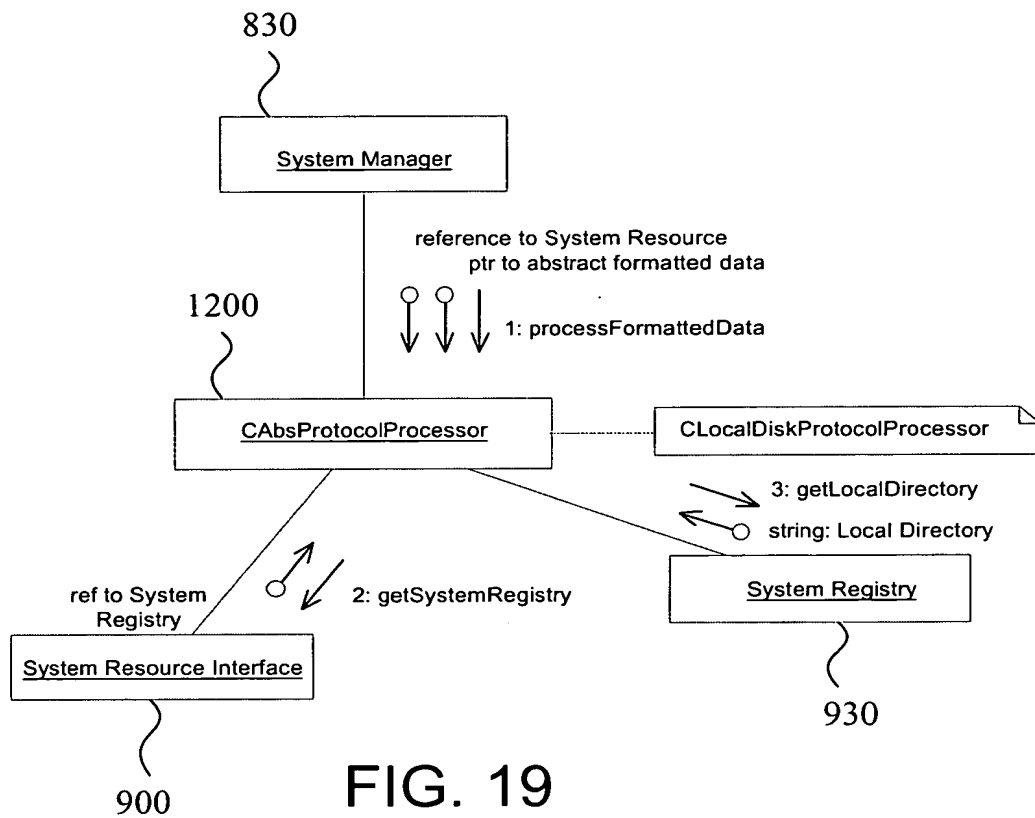 830
System Manager
reference to System Resource
ptr to abstract formatted data
1: processFormattedData
1200
CAbsProtocolProcessor
CLocalDiskProtocolProcessor
3: getLocalDirectory
string: Local Directory
ref to System
Registry
2: getSystemRegistry
System Registry
System Resource Interface
930
900
FIG. 19